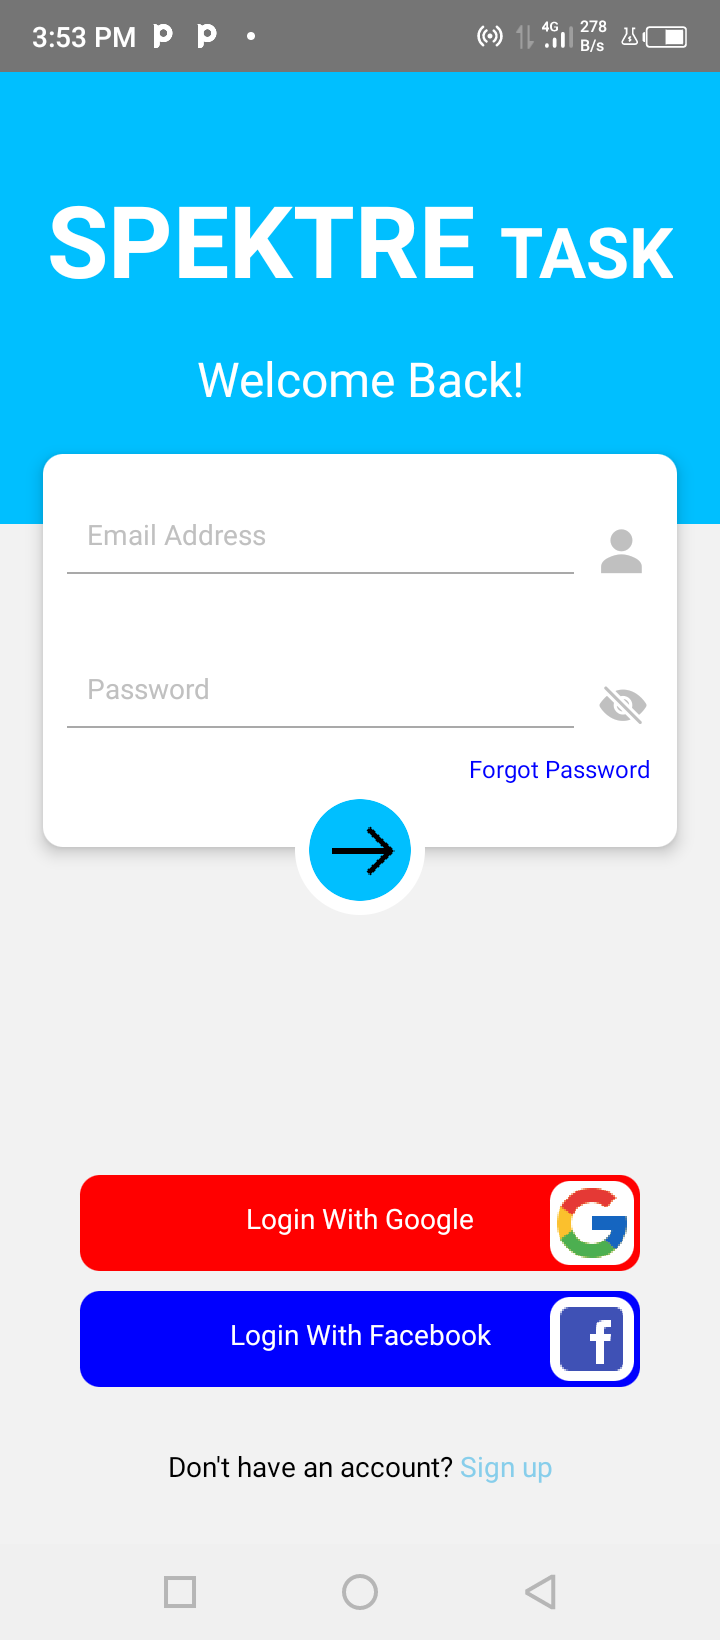 3:53 PM
4G 278 B/s
SPEKTRE TASK
Welcome Back!
Email Address
Password
Forgot Password
Login With Google
Login With Facebook
Don't have an account? Sign up